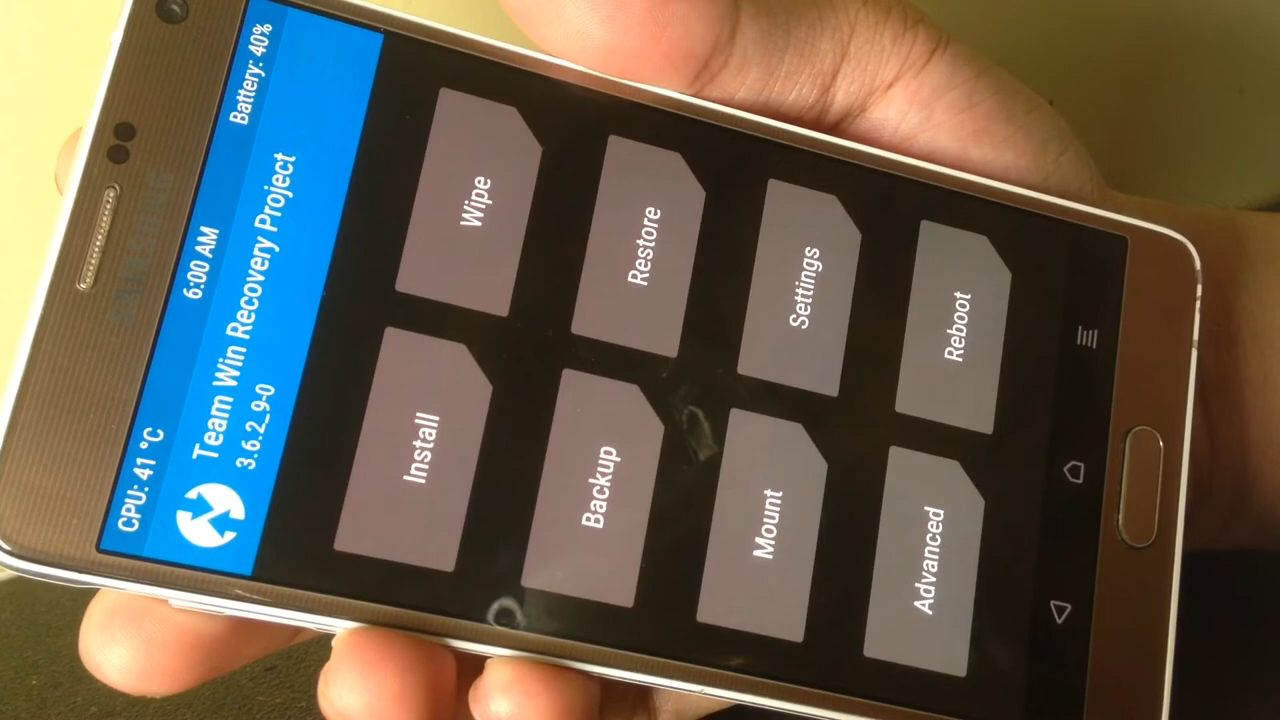 CPU: 41 °C 6:00 AM Battery: 40%
Team Win Recovery Project
3.6.2_9-0
Install Wipe
Backup Restore
Mount Settings
Advanced Reboot